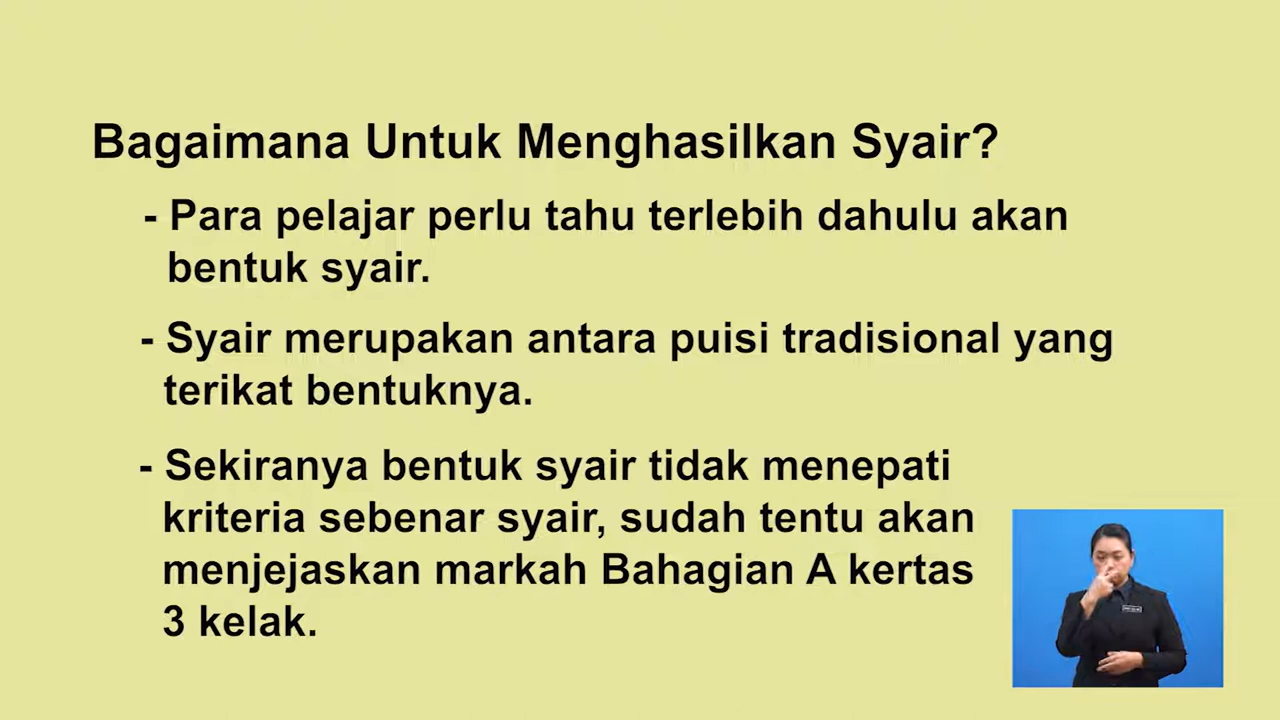 Bagaimana Untuk Menghasilkan Syair?
- Para pelajar perlu tahu terlebih dahulu akan
bentuk syair.
- Syair merupakan antara puisi tradisional yang
terikat bentuknya.
- Sekiranya bentuk syair tidak menepati
kriteria sebenar syair, sudah tentu akan
menjejaskan markah Bahagian A kertas
3 kelak.